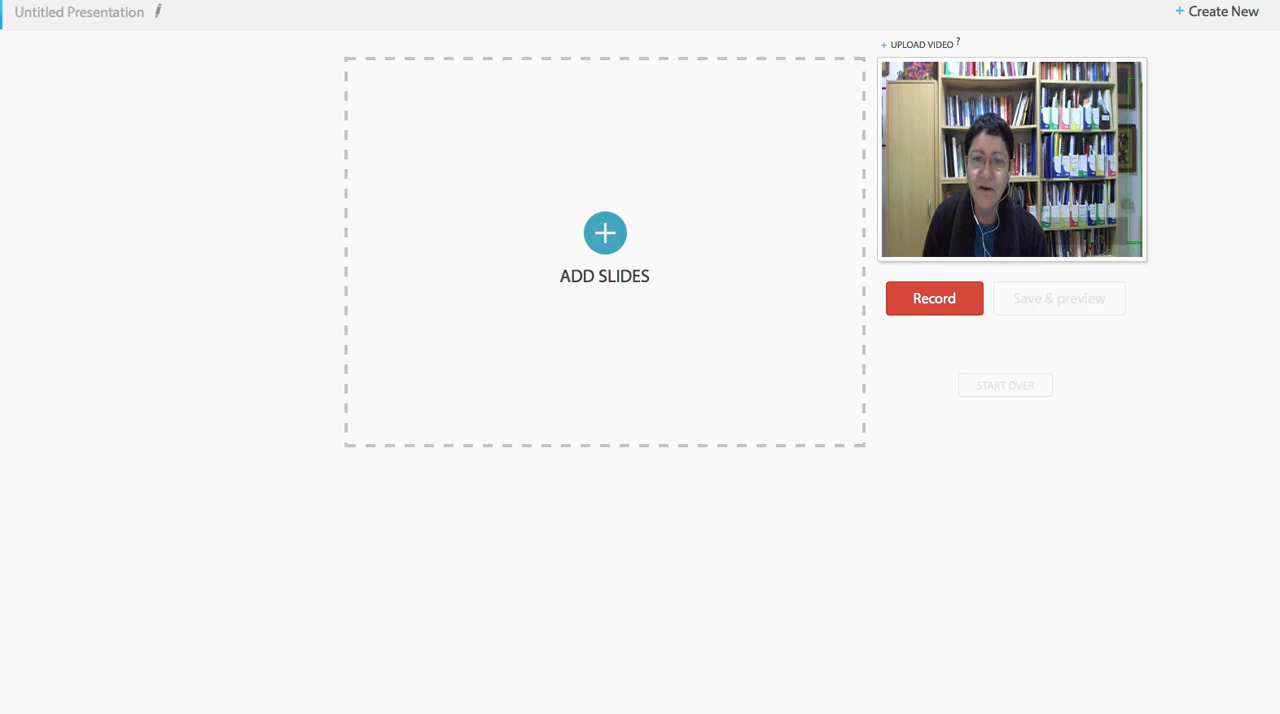 Untitled Presentation
+ Create New
+ UPLOAD VIDEO ?
ADD SLIDES
Record
Save & preview
START OVER